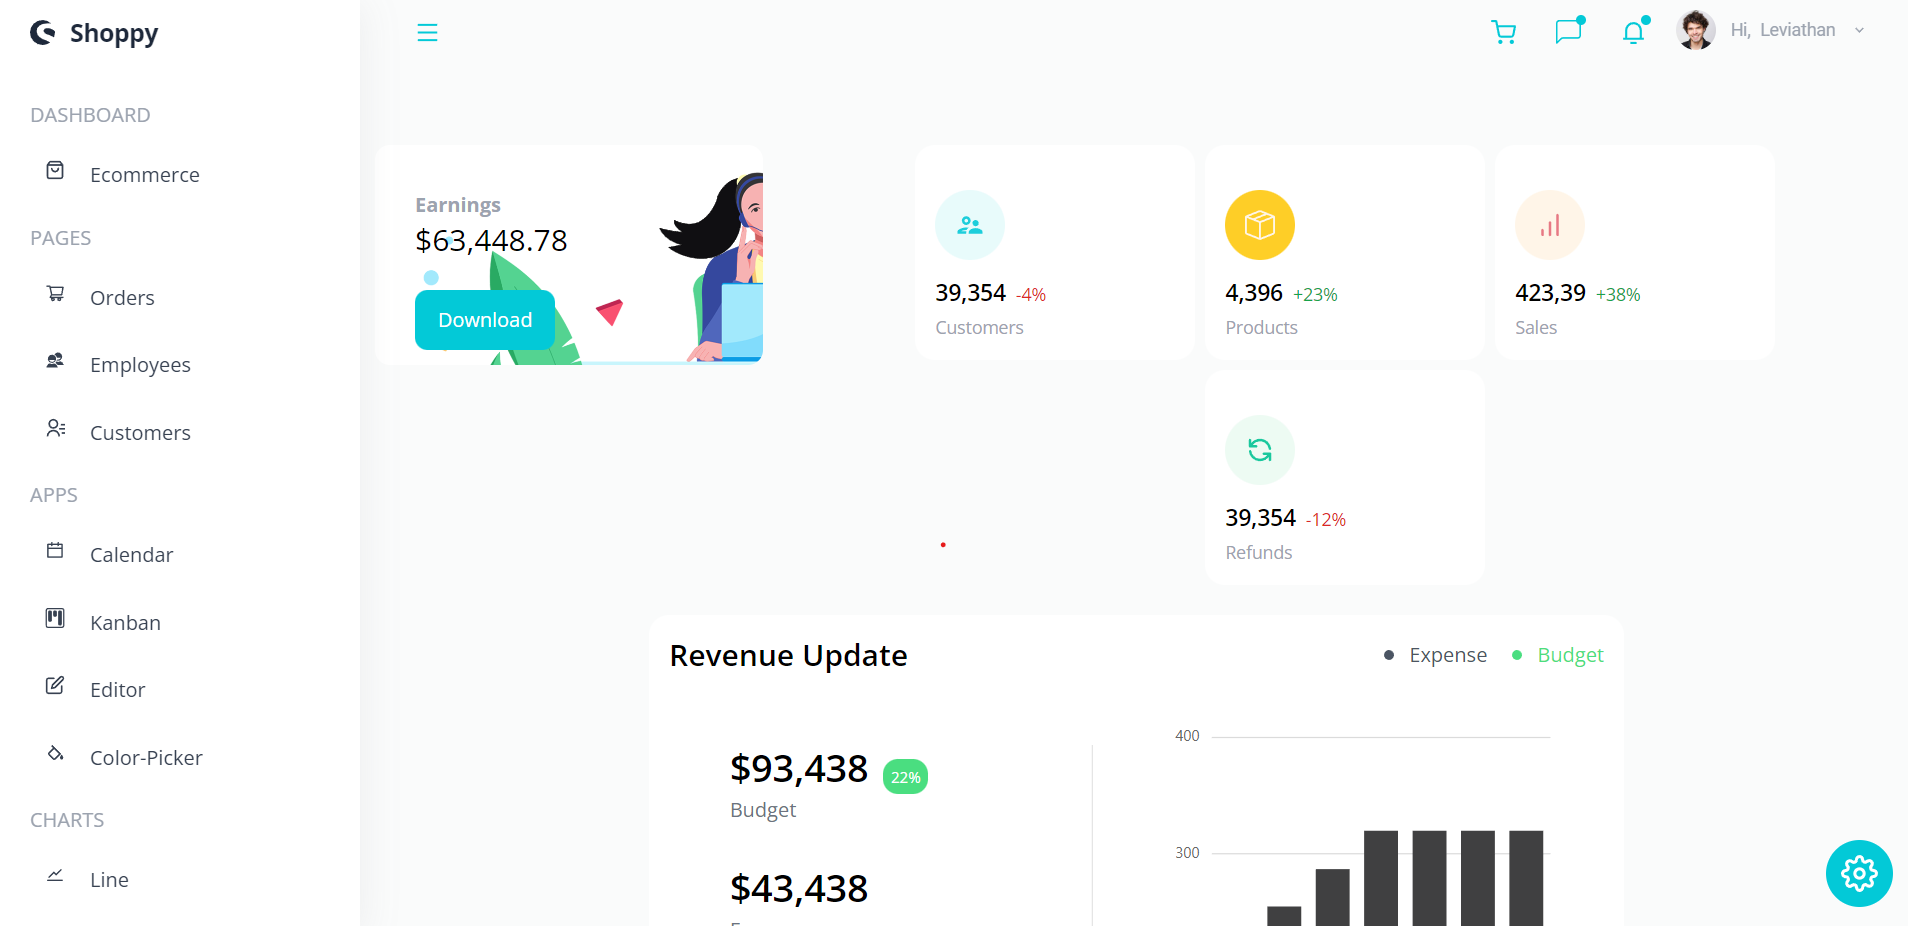 Shoppy
Hi, Leviathan
DASHBOARD
Ecommerce
PAGES
Orders
Employees
Customers
APPS
Calendar
Kanban
Editor
Color-Picker
CHARTS
Line
Earnings
$63,448.78
Download
39,354 -4%
Customers
4,396 +23%
Products
423,39 +38%
Sales
39,354 -12%
Refunds
Revenue Update
Expense
Budget
$93,438 22%
Budget
$43,438
400
300